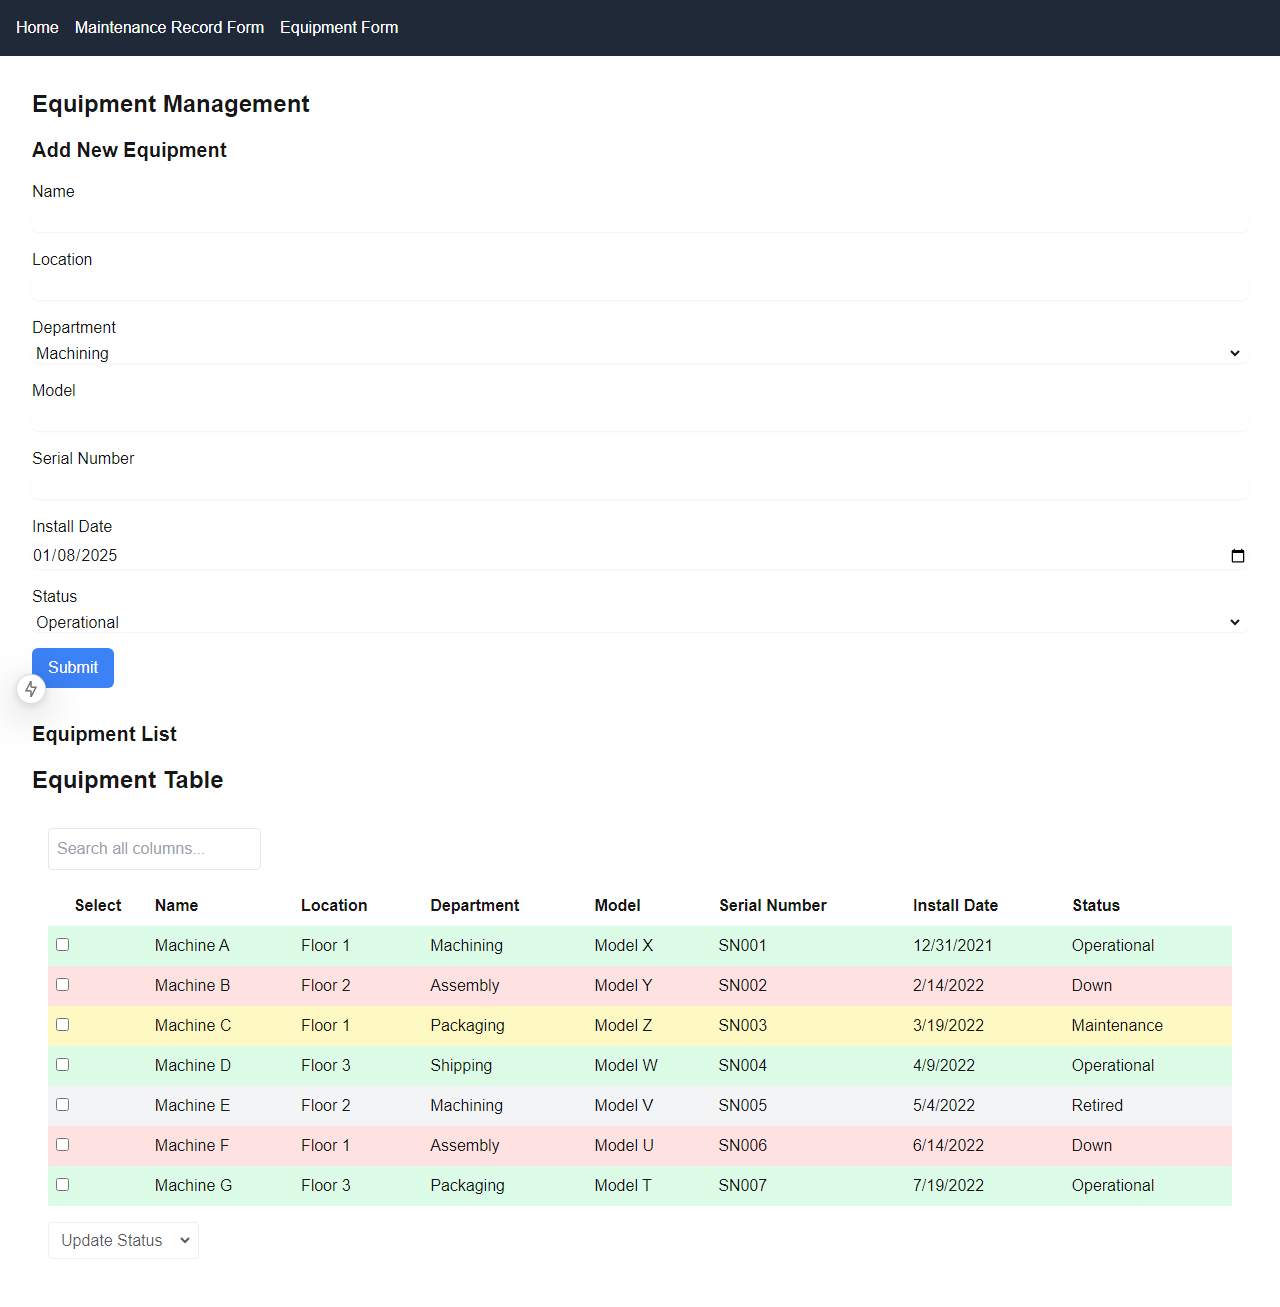 Home Maintenance Record Form Equipment Form
Equipment Management
Add New Equipment
Name
Location
Department
Machining
Model
Serial Number
Install Date
01/08/2025
Status
Operational
Submit
Equipment List
Equipment Table
Search all columns...
Select Name Location Department Model Serial Number Install Date Status
Machine A Floor 1 Machining Model X SN001 12/31/2021 Operational
Machine B Floor 2 Assembly Model Y SN002 2/14/2022 Down
Machine C Floor 1 Packaging Model Z SN003 3/19/2022 Maintenance
Machine D Floor 3 Shipping Model W SN004 4/9/2022 Operational
Machine E Floor 2 Machining Model V SN005 5/4/2022 Retired
Machine F Floor 1 Assembly Model U SN006 6/14/2022 Down
Machine G Floor 3 Packaging Model T SN007 7/19/2022 Operational
Update Status